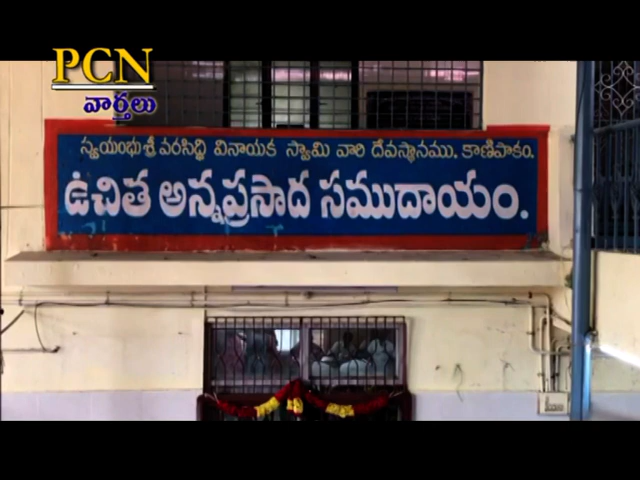 PCN
వార్తలు
స్వయంభు శ్రీ వరసిద్ధి వినాయక స్వామి వారి దేవస్థానము. కాణిపాకం.
ఉచిత అన్నప్రసాద సముదాయం.